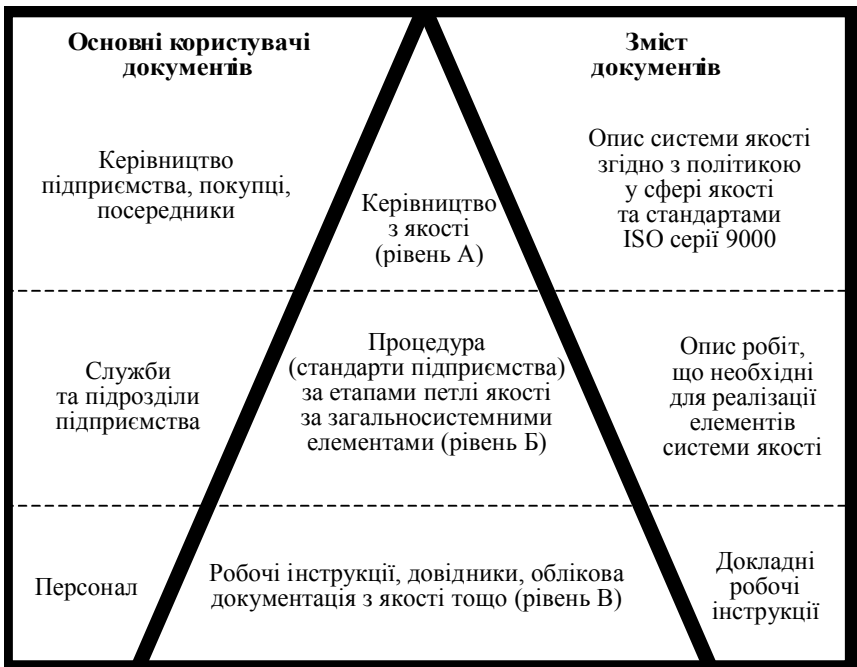 Основні користувачі
документів
Зміст
документів
Керівництво
підприємства, покупці,
посередники
Керівництво
з якості
(рівень А)
Опис системи якості
згідно з політикою
у сфері якості
та стандартами
ISO серії 9000
Служби
та підрозділи
підприємства
Процедура
(стандарти підприємства)
за етапами петлі якості
за загальносистемними
елементами (рівень Б)
Опис робіт,
що необхідні
для реалізації
елементів
системи якості
Персонал
Робочі інструкції, довідники, облікова
документація з якості тощо (рівень В)
Докладні
робочі
інструкції